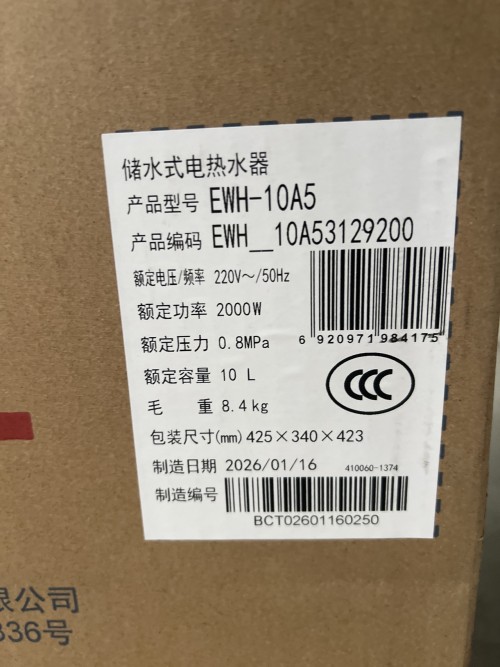 储水式电热水器
产品型号 EWH-10A5
产品编码 EWH__10A53129200
额定电压/频率 220V～/50Hz
额定功率 2000W
额定压力 0.8MPa
6 920971 984175
额定容量 10 L
CCC
毛 重 8.4kg
包装尺寸(mm) 425×340×423
制造日期 2026/01/16
410060-1374
制造编号
BCT02601160250
限公司
336号